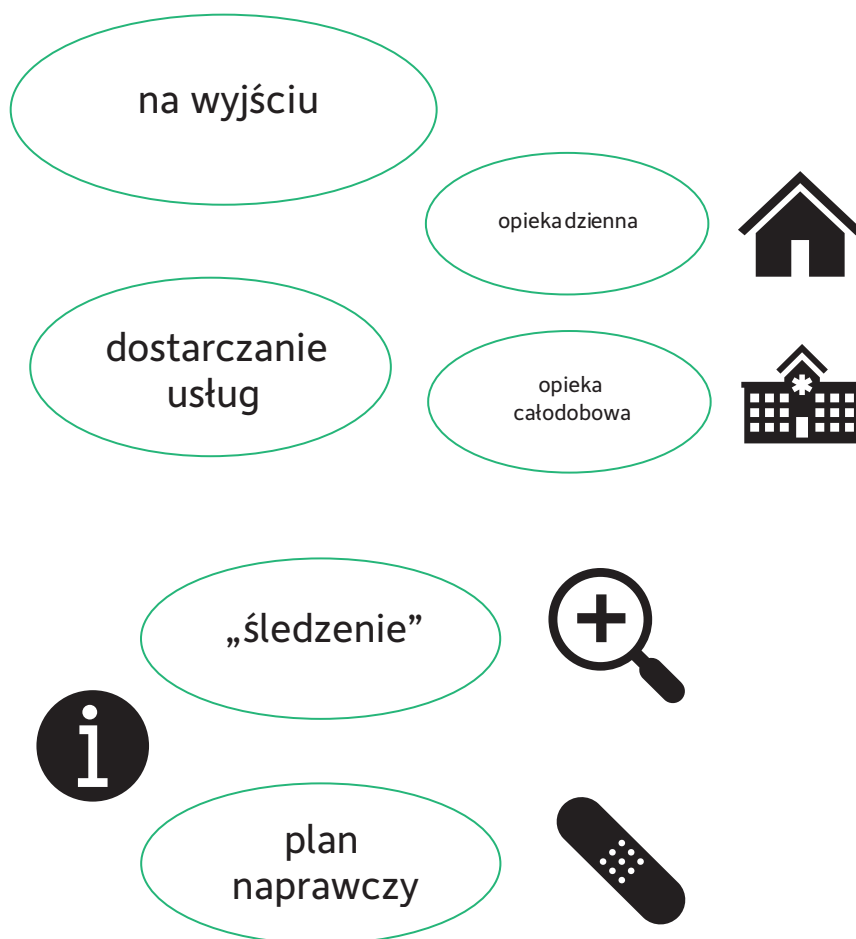 na wyjściu
opieka dzienna
dostarczanie
usług
opieka
całodobowa
„śledzenie”
i
plan
naprawczy